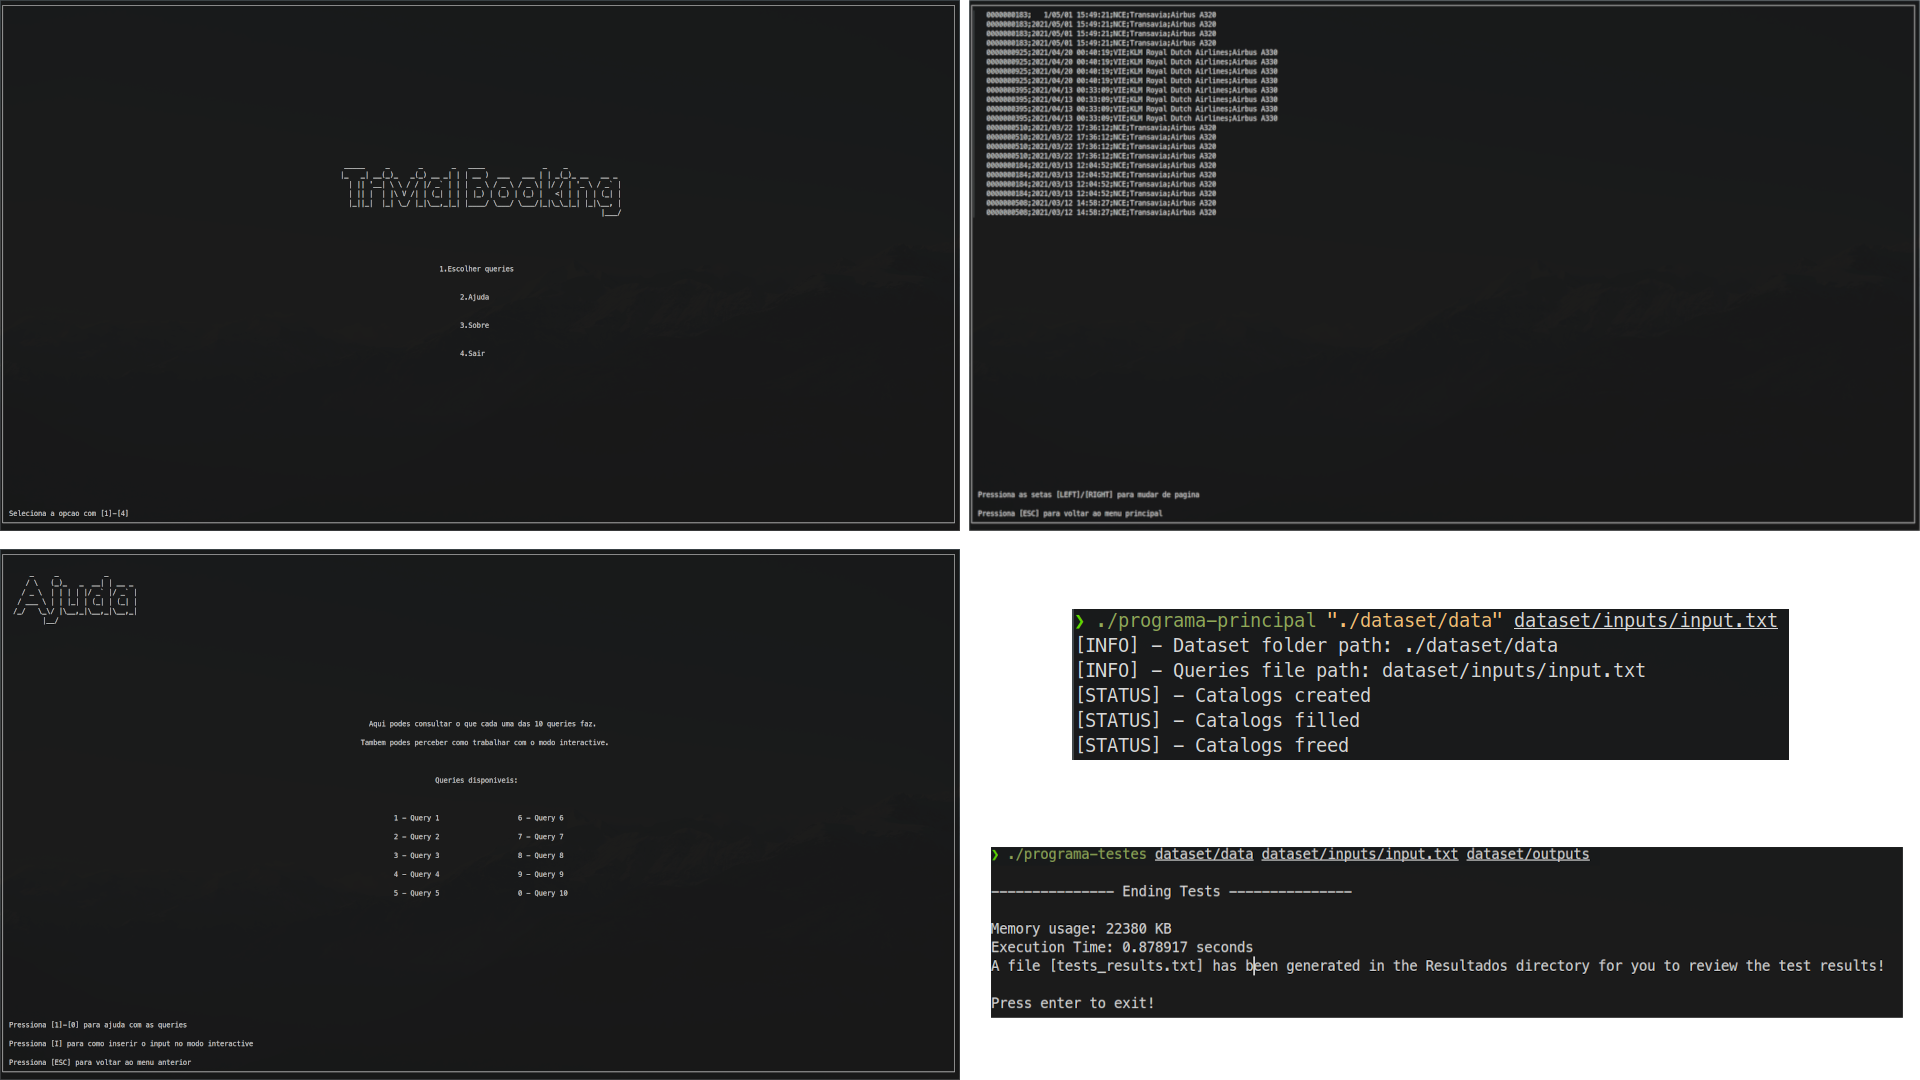 TrivialBooking
1.Escolher queries
2.Ajuda
3.Sobre
4.Sair
Seleciona a opcao com [1]-[4]
0000000183;   1/05/01 15:49:21;NCE;Transavia;Airbus A320
0000000183;2021/05/01 15:49:21;NCE;Transavia;Airbus A320
0000000183;2021/05/01 15:49:21;NCE;Transavia;Airbus A320
0000000183;2021/05/01 15:49:21;NCE;Transavia;Airbus A320
0000000925;2021/04/20 00:40:19;VIE;KLM Royal Dutch Airlines;Airbus A330
0000000925;2021/04/20 00:40:19;VIE;KLM Royal Dutch Airlines;Airbus A330
0000000925;2021/04/20 00:40:19;VIE;KLM Royal Dutch Airlines;Airbus A330
0000000925;2021/04/20 00:40:19;VIE;KLM Royal Dutch Airlines;Airbus A330
0000000395;2021/04/13 00:33:09;VIE;KLM Royal Dutch Airlines;Airbus A330
0000000395;2021/04/13 00:33:09;VIE;KLM Royal Dutch Airlines;Airbus A330
0000000395;2021/04/13 00:33:09;VIE;KLM Royal Dutch Airlines;Airbus A330
0000000395;2021/04/13 00:33:09;VIE;KLM Royal Dutch Airlines;Airbus A330
0000000510;2021/03/22 17:36:12;NCE;Transavia;Airbus A320
0000000510;2021/03/22 17:36:12;NCE;Transavia;Airbus A320
0000000510;2021/03/22 17:36:12;NCE;Transavia;Airbus A320
0000000510;2021/03/22 17:36:12;NCE;Transavia;Airbus A320
0000000184;2021/03/13 12:04:52;NCE;Transavia;Airbus A320
0000000184;2021/03/13 12:04:52;NCE;Transavia;Airbus A320
0000000184;2021/03/13 12:04:52;NCE;Transavia;Airbus A320
0000000184;2021/03/13 12:04:52;NCE;Transavia;Airbus A320
0000000508;2021/03/12 14:58:27;NCE;Transavia;Airbus A320
0000000508;2021/03/12 14:58:27;NCE;Transavia;Airbus A320
Pressiona as setas [LEFT]/[RIGHT] para mudar de pagina
Pressiona [ESC] para voltar ao menu principal
Ajuda
Aqui podes consultar o que cada uma das 10 queries faz.
Tambem podes perceber como trabalhar com o modo interactive.
Queries disponiveis:
1 - Query 1 6 - Query 6
2 - Query 2 7 - Query 7
3 - Query 3 8 - Query 8
4 - Query 4 9 - Query 9
5 - Query 5 0 - Query 10
Pressiona [1]-[0] para ajuda com as queries
Pressiona [I] para como inserir o input no modo interactive
Pressiona [ESC] para voltar ao menu anterior
❯ ./programa-principal "./dataset/data" dataset/inputs/input.txt
[INFO] - Dataset folder path: ./dataset/data
[INFO] - Queries file path: dataset/inputs/input.txt
[STATUS] - Catalogs created
[STATUS] - Catalogs filled
[STATUS] - Catalogs freed
❯ ./programa-testes dataset/data dataset/inputs/input.txt dataset/outputs
--------------- Ending Tests ---------------
Memory usage: 22380 KB
Execution Time: 0.878917 seconds
A file [tests_results.txt] has been generated in the Resultados directory for you to review the test results!
Press enter to exit!